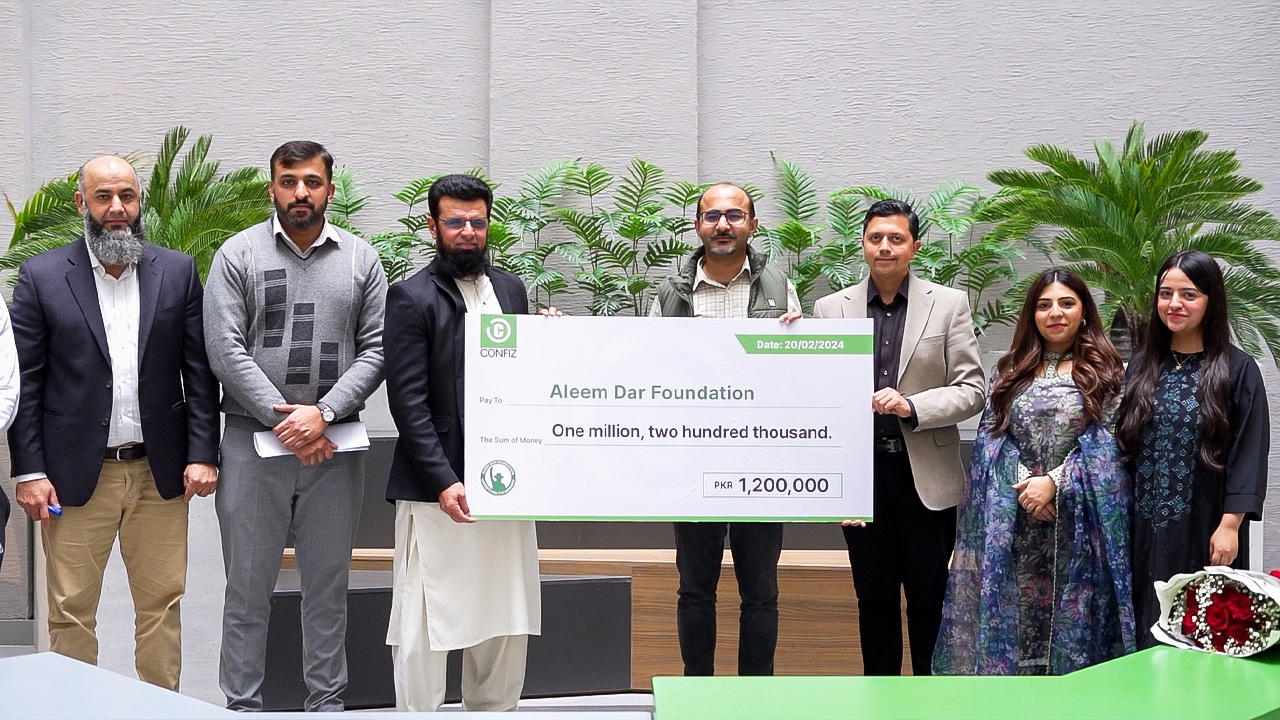 CONFIZ
Date: 20/02/2024
Pay To Aleem Dar Foundation
The Sum of Money One million, two hundred thousand.
PKR 1,200,000